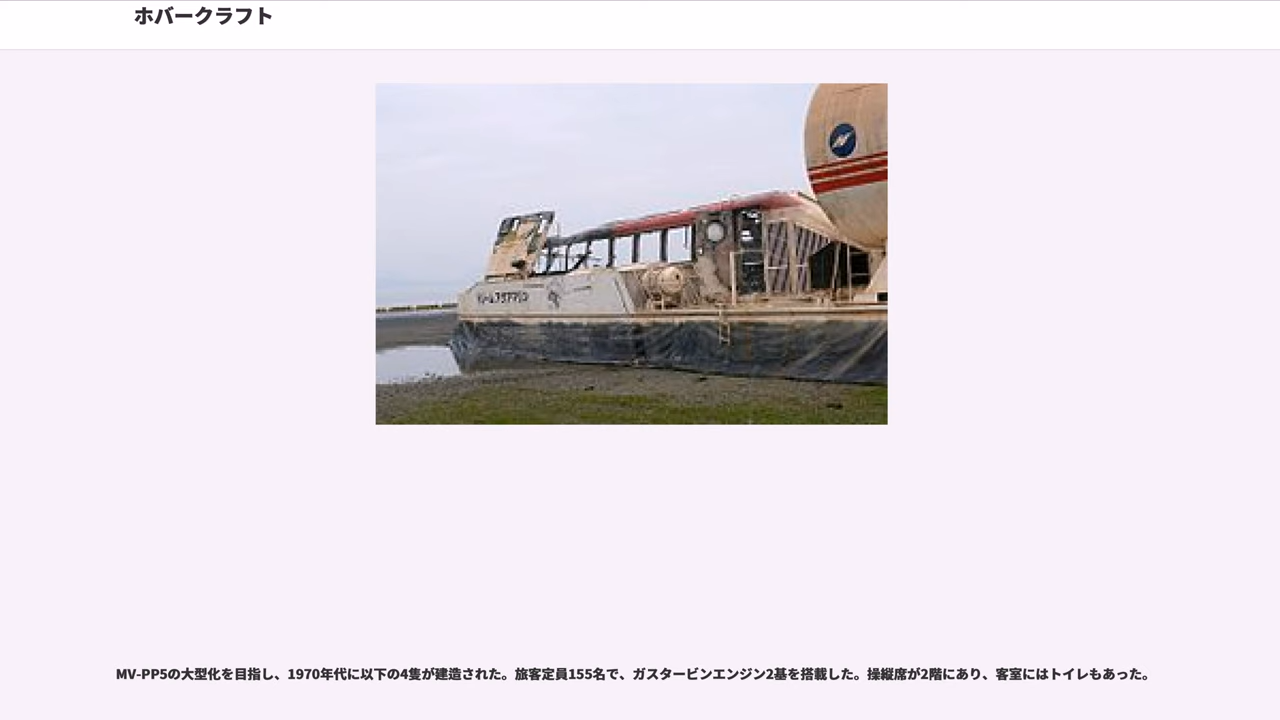 ホバークラフト
MV-PP5の大型化を目指し、1970年代に以下の4隻が建造された。旅客定員155名で、ガスタービンエンジン2基を搭載した。操縦席が2階にあり、客室にはトイレもあった。